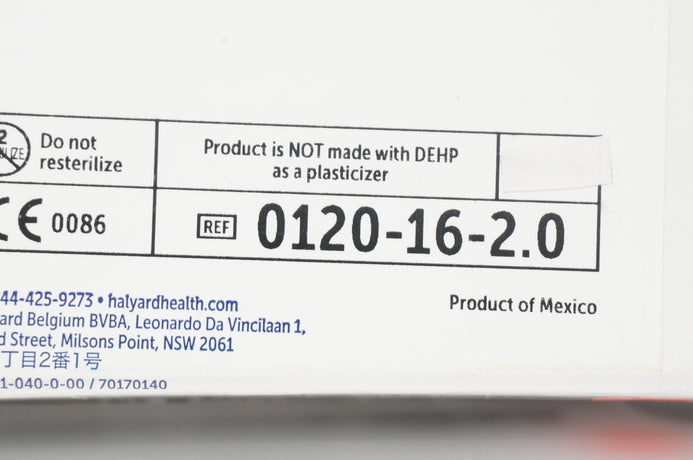 2
Do not
resterilize
Product is NOT made with DEHP
as a plasticizer
CE 0086
REF 0120-16-2.0
44-425-9273 • halyardhealth.com
Product of Mexico
ard Belgium BVBA, Leonardo Da Vincilaan 1,
d Street, Milsons Point, NSW 2061
丁目2番1号
1-040-0-00 / 70170140